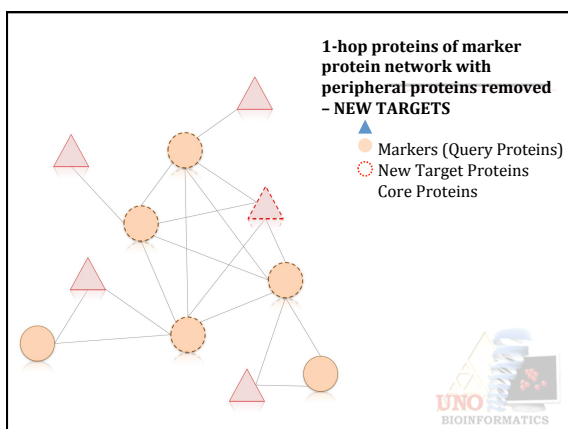 1-hop proteins of marker
protein network with
peripheral proteins removed
– NEW TARGETS
Markers (Query Proteins)
New Target Proteins
Core Proteins
UNO
BIOINFORMATICS